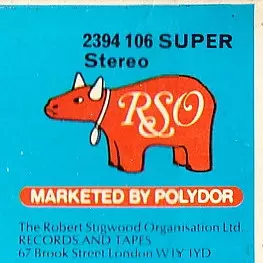 2394 106 SUPER
Stereo
RSO
MARKETED BY POLYDOR
The Robert Stigwood Organisation Ltd.
RECORDS AND TAPES
67 Brook Street London W1Y 1YD